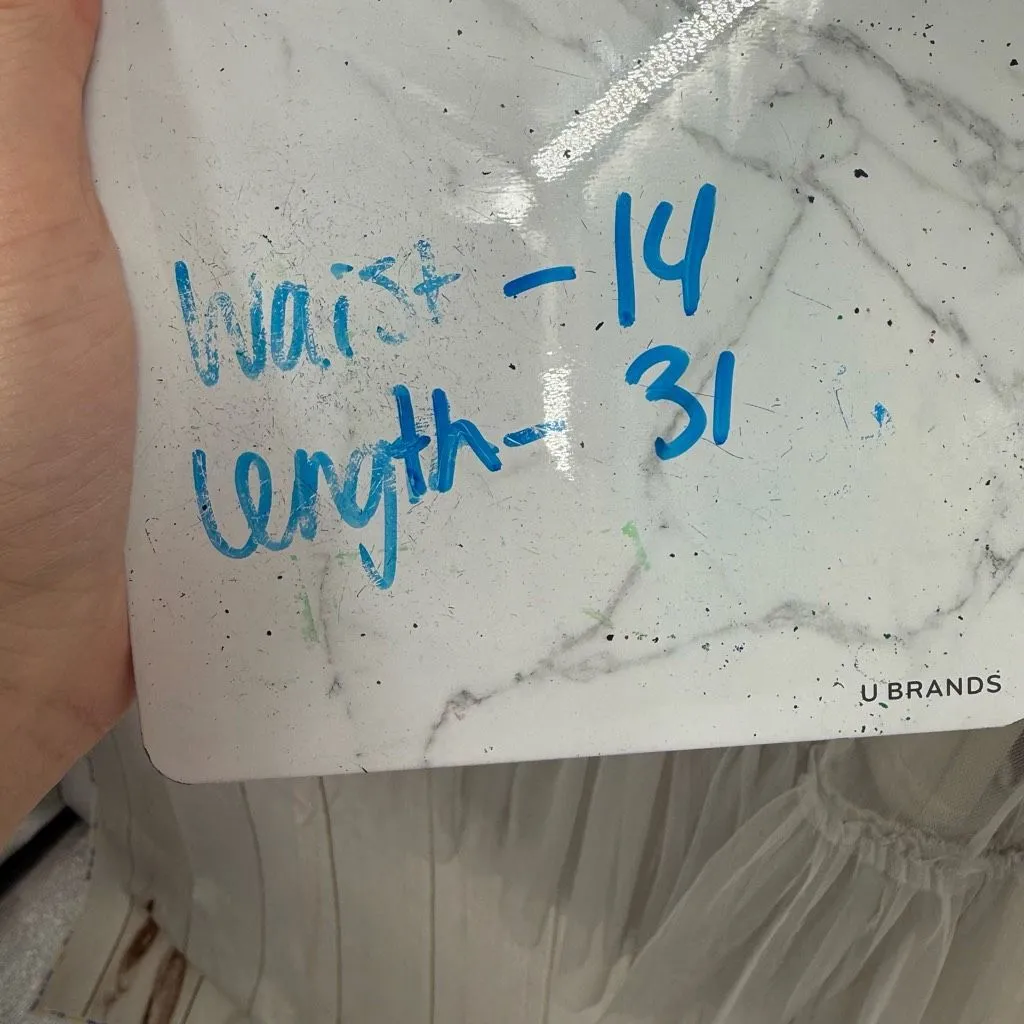 Waist - 14
Length - 31
U BRANDS